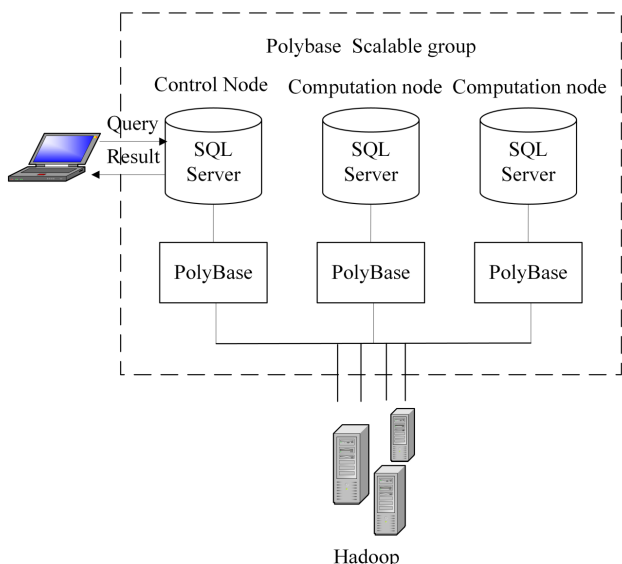 Polybase Scalable group
Control Node
Computation node
Computation node
Query
Result
SQL
Server
SQL
Server
SQL
Server
PolyBase
PolyBase
PolyBase
Hadoop